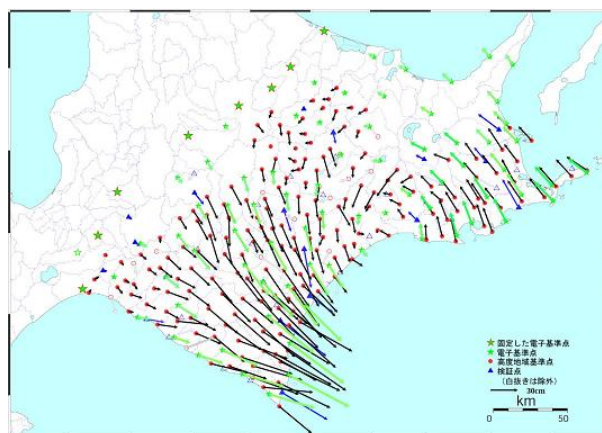 固定した電子基準点
電子基準点
高度地域基準点
検証点
(白抜きは除外)
30cm
km
0 50